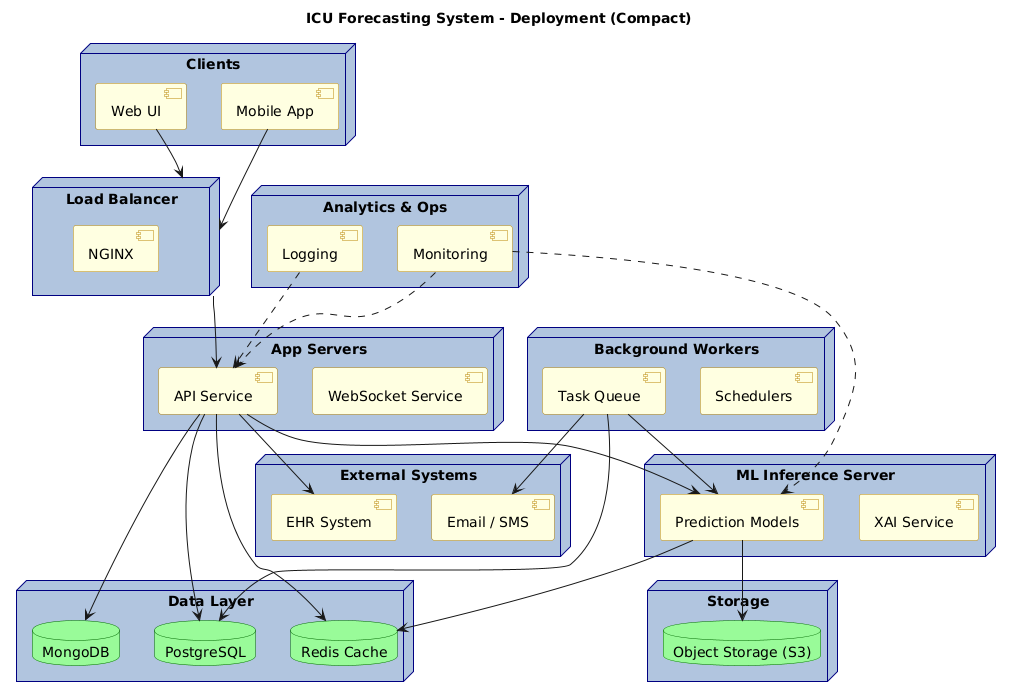 ICU Forecasting System - Deployment (Compact)
Clients
Web UI
Mobile App
Load Balancer
NGINX
Analytics & Ops
Logging
Monitoring
App Servers
API Service
WebSocket Service
Background Workers
Task Queue
Schedulers
External Systems
EHR System
Email / SMS
ML Inference Server
Prediction Models
XAI Service
Data Layer
MongoDB
PostgreSQL
Redis Cache
Storage
Object Storage (S3)